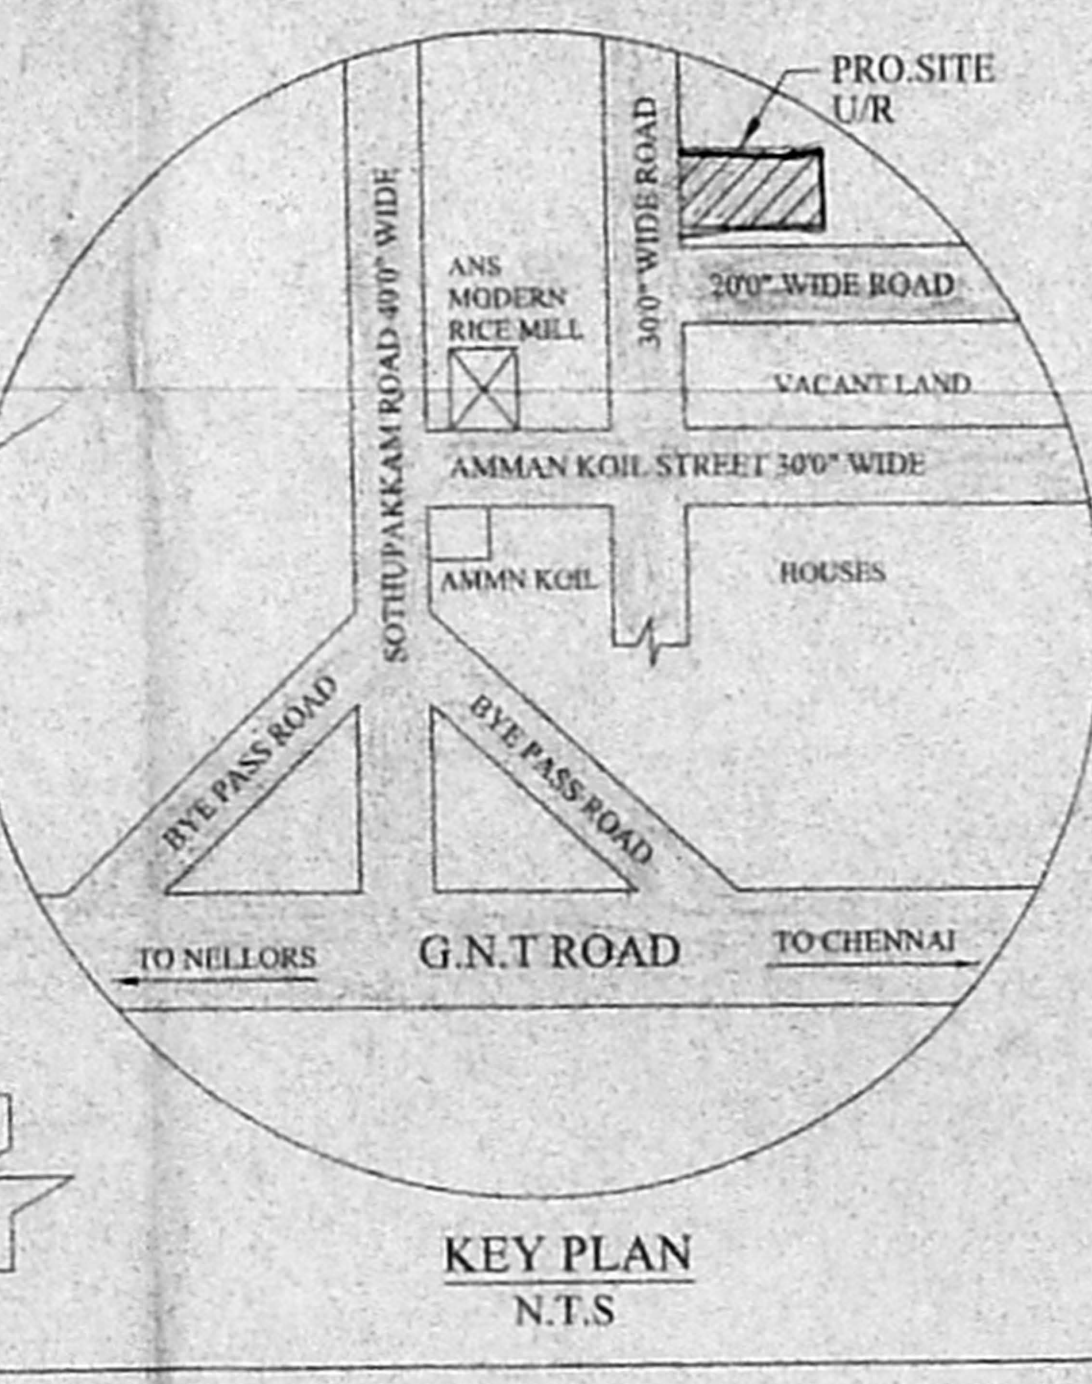 PRO.SITE
U/R
SOTHUPAKKAM ROAD 40'0" WIDE
30'0" WIDE ROAD
ANS
MODERN
RICE MILL
20'0" WIDE ROAD
VACANT LAND
AMMAN KOIL STREET 30'0" WIDE
AMMN KOIL
HOUSES
BYE PASS ROAD
BYE PASS ROAD
TO NELLORS
G.N.T ROAD
TO CHENNAI
KEY PLAN
N.T.S